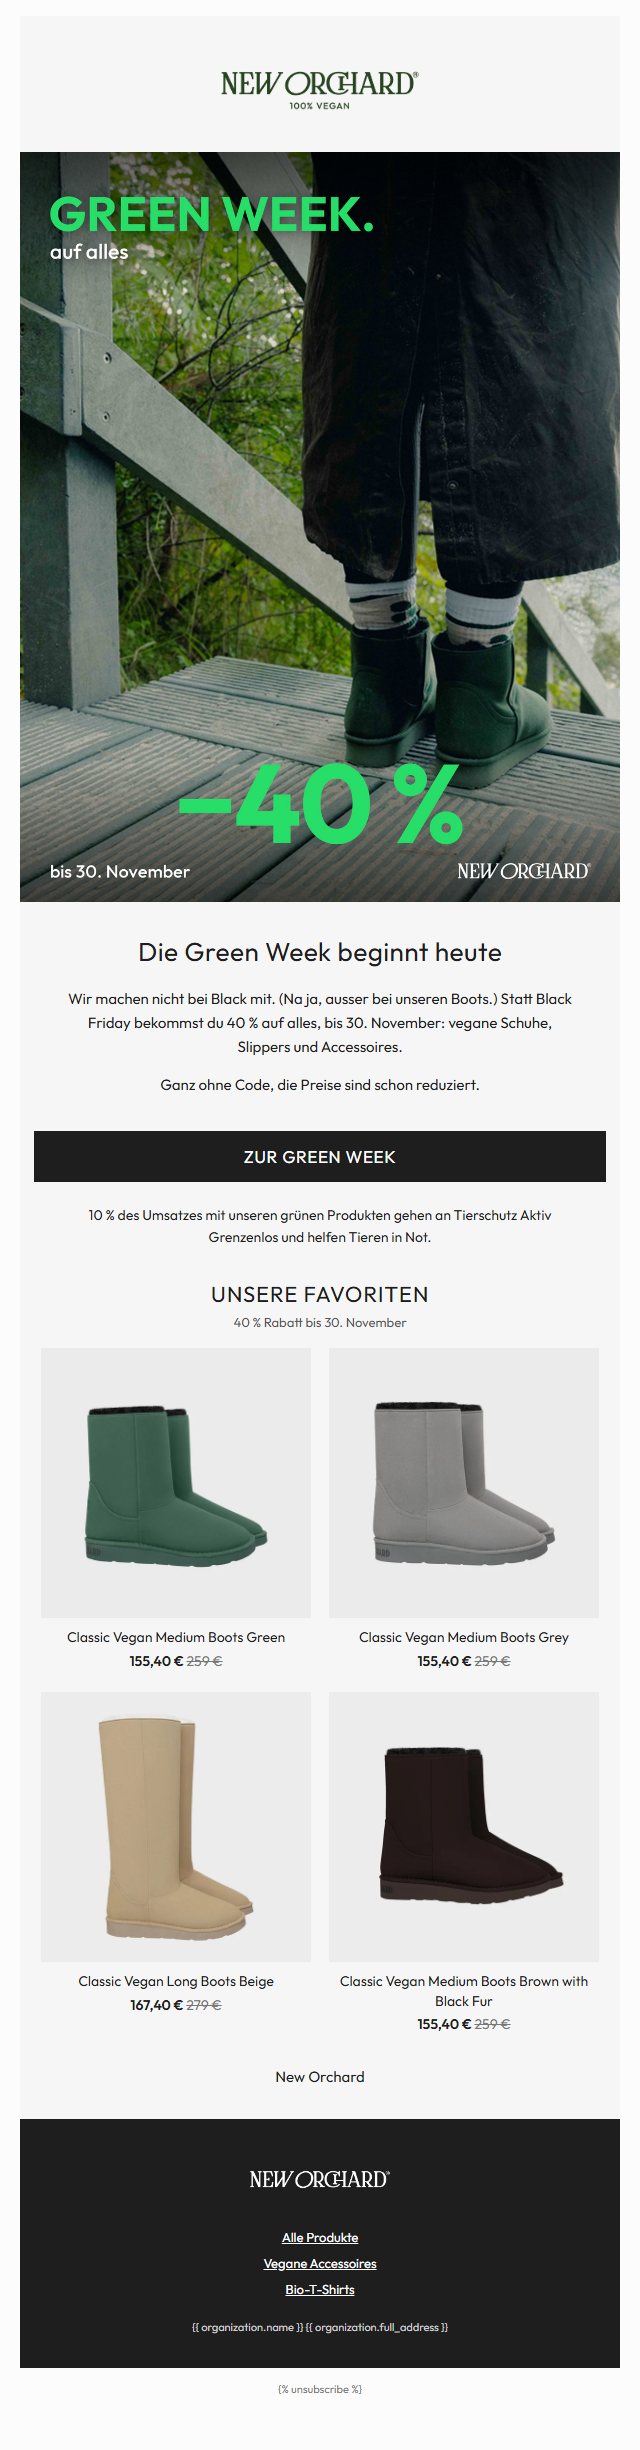 NEW ORCHARD®
100% VEGAN
GREEN WEEK.
auf alles
–40 %
bis 30. November
NEW ORCHARD®
Die Green Week beginnt heute
Wir machen nicht bei Black mit. (Na ja, ausser bei unseren Boots.) Statt Black
Friday bekommst du 40 % auf alles, bis 30. November: vegane Schuhe,
Slippers und Accessoires.
Ganz ohne Code, die Preise sind schon reduziert.
ZUR GREEN WEEK
10 % des Umsatzes mit unseren grünen Produkten gehen an Tierschutz Aktiv
Grenzenlos und helfen Tieren in Not.
UNSERE FAVORITEN
40 % Rabatt bis 30. November
Classic Vegan Medium Boots Green
155,40 € 259 €
Classic Vegan Medium Boots Grey
155,40 € 259 €
Classic Vegan Long Boots Beige
167,40 € 279 €
Classic Vegan Medium Boots Brown with
Black Fur
155,40 € 259 €
New Orchard
NEW ORCHARD®
Alle Produkte
Vegane Accessoires
Bio-T-Shirts
{{ organization.name }} {{ organization.full_address }}
{% unsubscribe %}